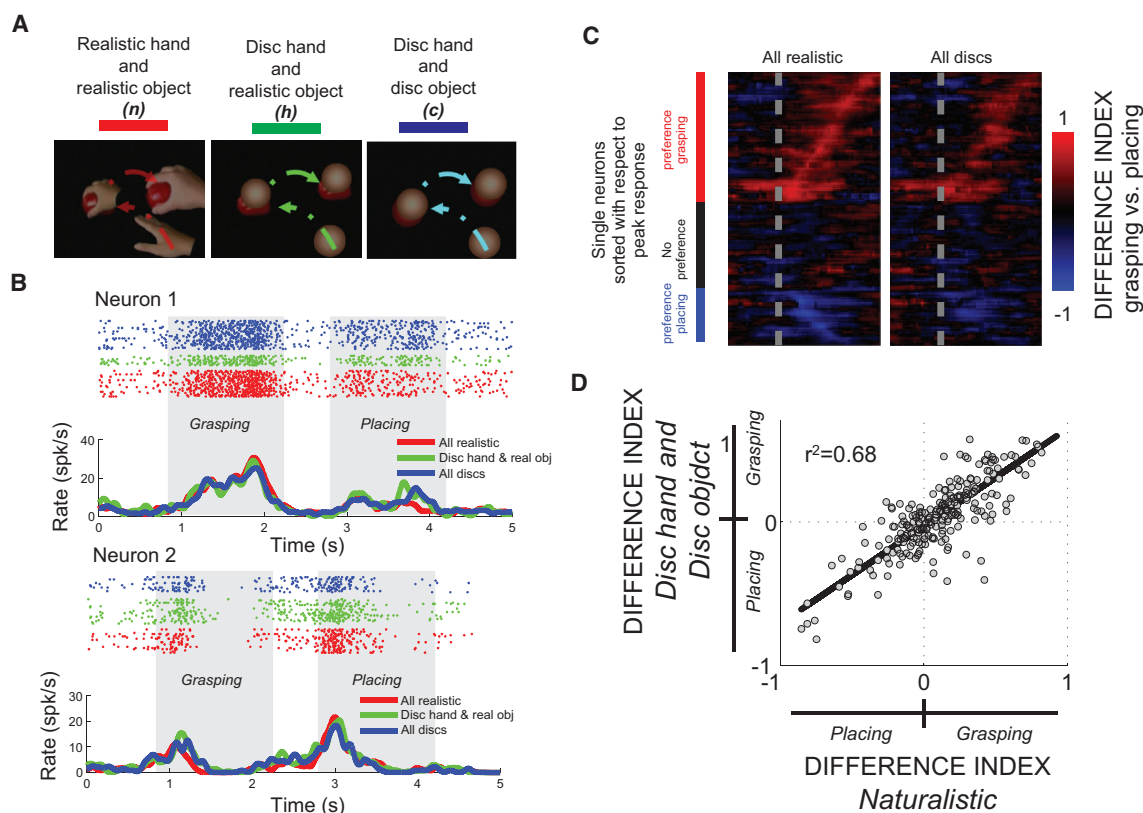 A
Realistic hand
and
realistic object
(n)
Disc hand
and
realistic object
(h)
Disc hand
and
disc object
(c)
B
Neuron 1
Grasping
Placing
All realistic
Disc hand & real obj
All discs
Rate (spk/s)
40
20
0
0
1
2
3
4
5
Time (s)
Neuron 2
Grasping
Placing
All realistic
Disc hand & real obj
All discs
Rate (spk/s)
30
20
10
0
0
1
2
3
4
5
Time (s)
C
All realistic
All discs
Single neurons
sorted with respect to
peak response
preference
grasping
No
preference
preference
placing
1
-1
DIFFERENCE INDEX
grasping vs. placing
D
DIFFERENCE INDEX
Disc hand and
Disc objdct
Grasping
Placing
1
0
-1
r²=0.68
-1
0
1
Placing
Grasping
DIFFERENCE INDEX
Naturalistic